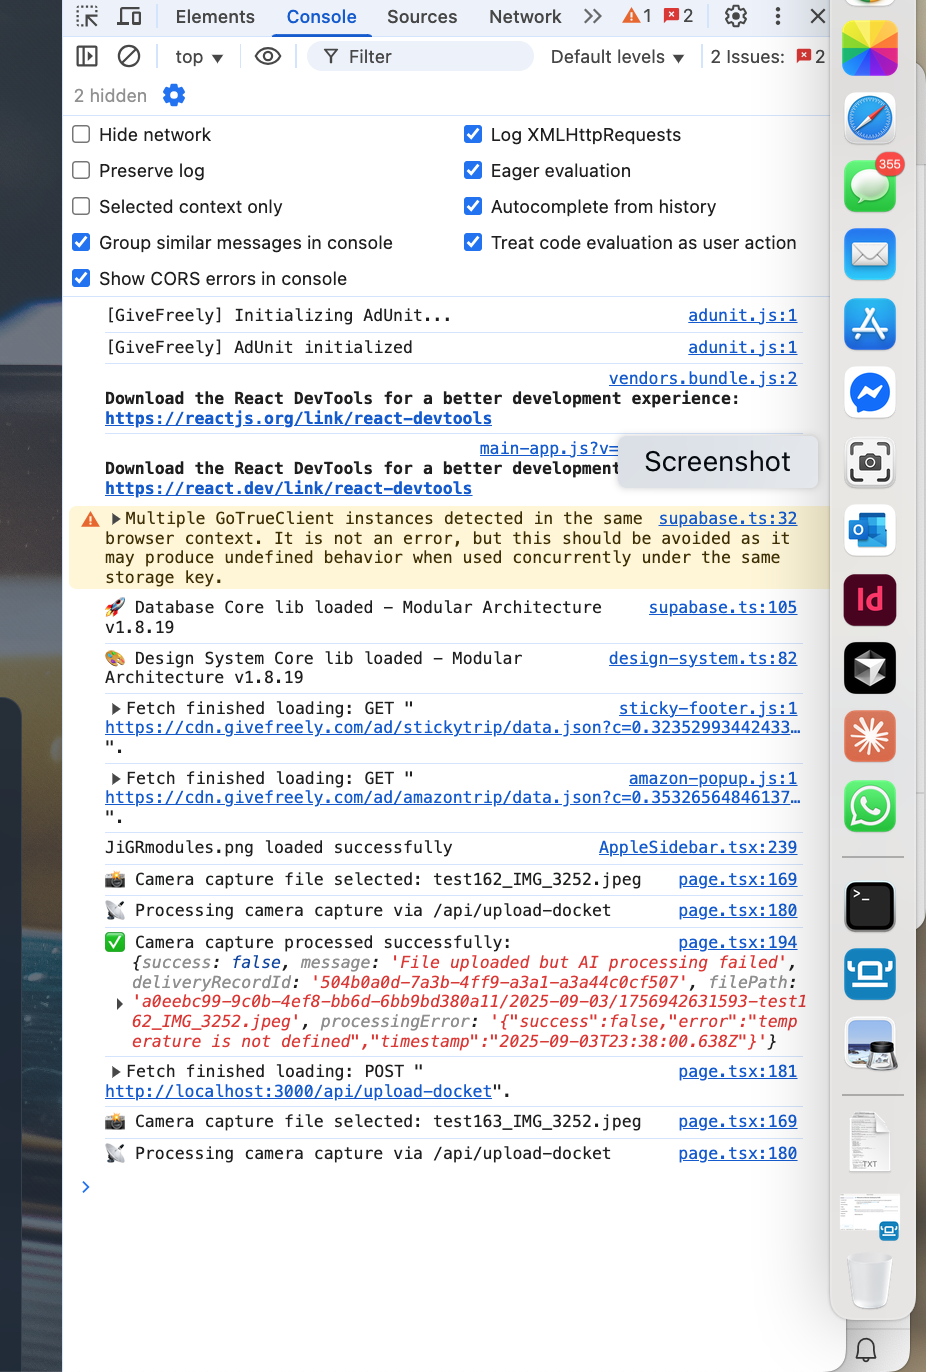 Elements Console Sources Network 1 2
top Filter Default levels 2 Issues: 2
2 hidden
Hide network Log XMLHttpRequests
Preserve log Eager evaluation
Selected context only Autocomplete from history
Group similar messages in console Treat code evaluation as user action
Show CORS errors in console
[GiveFreely] Initializing AdUnit... adunit.js:1
[GiveFreely] AdUnit initialized adunit.js:1
vendors.bundle.js:2
Download the React DevTools for a better development experience:
https://reactjs.org/link/react-devtools
main-app.js?v=
Download the React DevTools for a better development
https://react.dev/link/react-devtools
Screenshot
Multiple GoTrueClient instances detected in the same supabase.ts:32
browser context. It is not an error, but this should be avoided as it
may produce undefined behavior when used concurrently under the same
storage key.
🚀 Database Core lib loaded - Modular Architecture supabase.ts:105
v1.8.19
🎨 Design System Core lib loaded - Modular design-system.ts:82
Architecture v1.8.19
Fetch finished loading: GET " sticky-footer.js:1
https://cdn.givefreely.com/ad/stickytrip/data.json?c=0.32352993442433…
".
Fetch finished loading: GET " amazon-popup.js:1
https://cdn.givefreely.com/ad/amazontrip/data.json?c=0.35326564846137…
".
JiGRmodules.png loaded successfully AppleSidebar.tsx:239
📸 Camera capture file selected: test162_IMG_3252.jpeg page.tsx:169
📡 Processing camera capture via /api/upload-docket page.tsx:180
✅ Camera capture processed successfully: page.tsx:194
{success: false, message: 'File uploaded but AI processing failed',
deliveryRecordId: '504b0a0d-7a3b-4ff9-a3a1-a3a44c0cf507', filePath:
'a0eebc99-9c0b-4ef8-bb6d-6bb9bd380a11/2025-09-03/1756942631593-test1
62_IMG_3252.jpeg', processingError: '{"success":false,"error":"temp
erature is not defined","timestamp":"2025-09-03T23:38:00.638Z"}'}
Fetch finished loading: POST " page.tsx:181
http://localhost:3000/api/upload-docket".
📸 Camera capture file selected: test163_IMG_3252.jpeg page.tsx:169
📡 Processing camera capture via /api/upload-docket page.tsx:180
355
Id
TXT